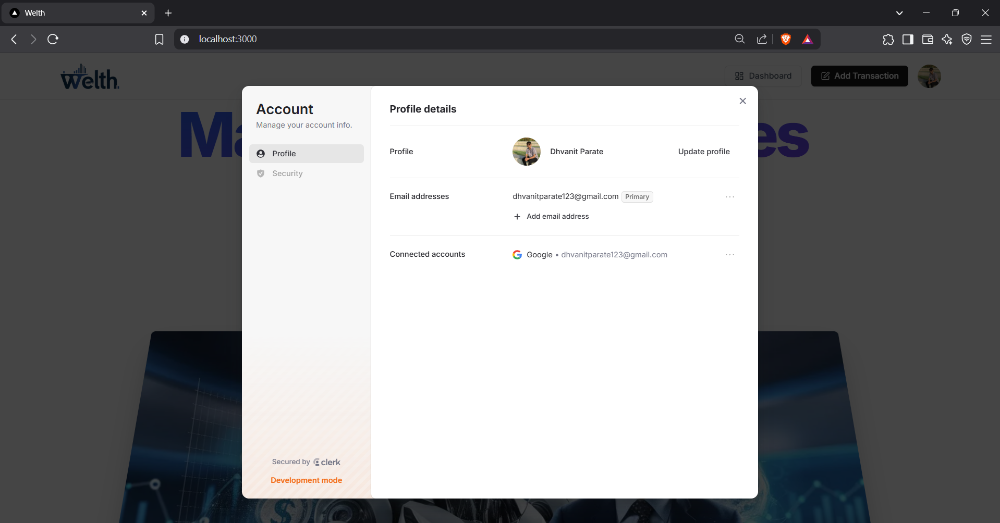 Welth
localhost:3000
Welth
Dashboard
Add Transaction
Ma
es
Account
Manage your account info.
Profile
Security
Secured by clerk
Development mode
Profile details
Profile
Dhvanit Parate
Update profile
Email addresses
dhvanitparate123@gmail.com Primary
Add email address
Connected accounts
Google • dhvanitparate123@gmail.com